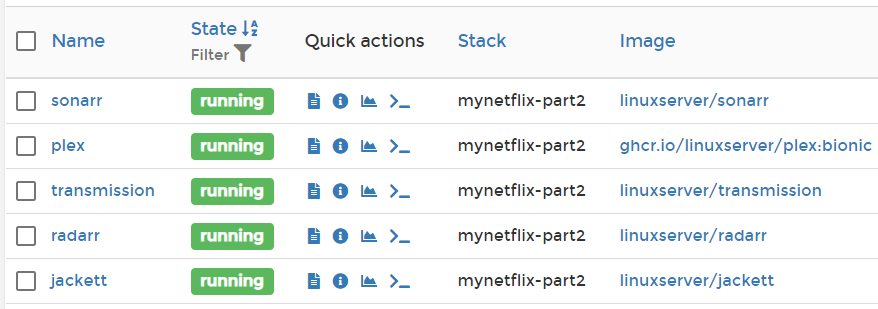 Name State Filter Quick actions Stack Image
sonarr running mynetflix-part2 linuxserver/sonarr
plex running mynetflix-part2 ghcr.io/linuxserver/plex:bionic
transmission running mynetflix-part2 linuxserver/transmission
radarr running mynetflix-part2 linuxserver/radarr
jackett running mynetflix-part2 linuxserver/jackett